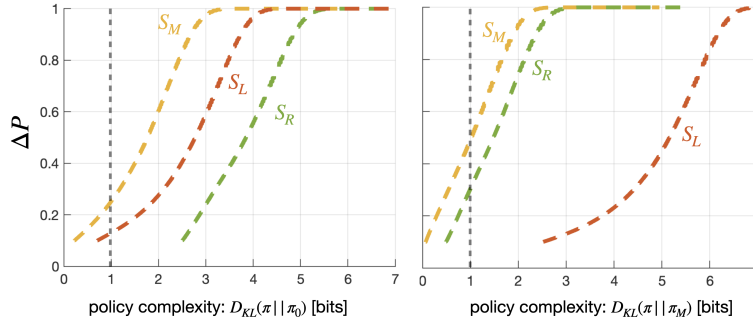 1
0.8
0.6
0.4
0.2
0
ΔP
S_M
S_L
S_R
0 1 2 3 4 5 6 7
policy complexity: D_KL(π||π_0) [bits]
S_M
S_R
S_L
0 1 2 3 4 5 6
policy complexity: D_KL(π||π_M) [bits]